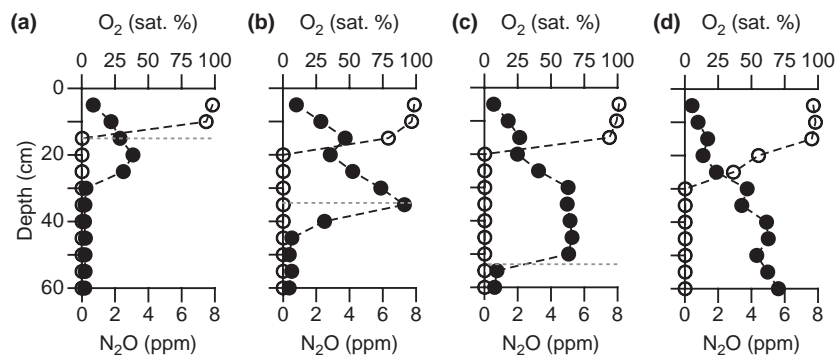 (a) O₂ (sat. %) (b) O₂ (sat. %) (c) O₂ (sat. %) (d) O₂ (sat. %)
0 25 50 75 100 0 25 50 75 100 0 25 50 75 100 0 25 50 75 100
0
20
40
60
Depth (cm)
0 2 4 6 8 0 2 4 6 8 0 2 4 6 8 0 2 4 6 8
N₂O (ppm) N₂O (ppm) N₂O (ppm) N₂O (ppm)